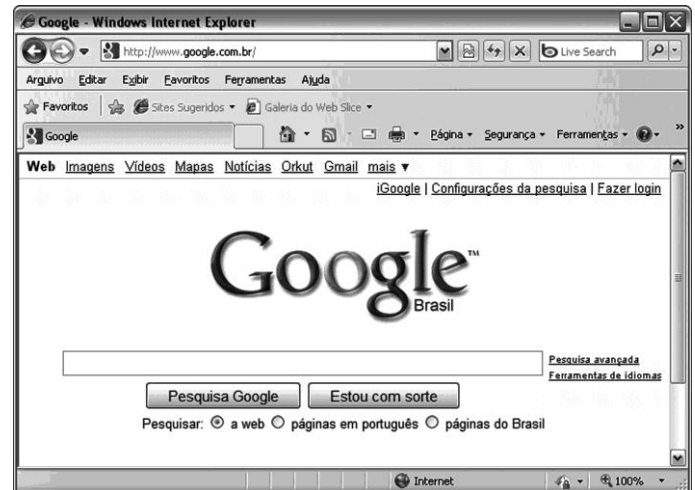 Google - Windows Internet Explorer
http://www.google.com.br/ Live Search
Arquivo Editar Exibir Favoritos Ferramentas Ajuda
Favoritos Sites Sugeridos Galeria do Web Slice
Google Página Segurança Ferramentas »
Web Imagens Vídeos Mapas Notícias Orkut Gmail mais ▼
iGoogle | Configurações da pesquisa | Fazer login
Google™
Brasil
Pesquisa avançada
Ferramentas de idiomas
Pesquisa Google Estou com sorte
Pesquisar: a web páginas em português páginas do Brasil
Internet 100%